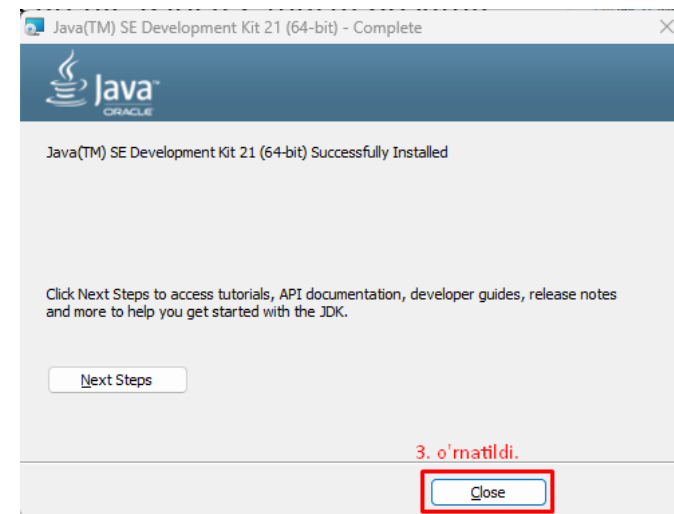 Java(TM) SE Development Kit 21 (64-bit) - Complete
Java™
ORACLE
Java(TM) SE Development Kit 21 (64-bit) Successfully Installed
Click Next Steps to access tutorials, API documentation, developer guides, release notes
and more to help you get started with the JDK.
Next Steps
3. o'rnatildi.
Close